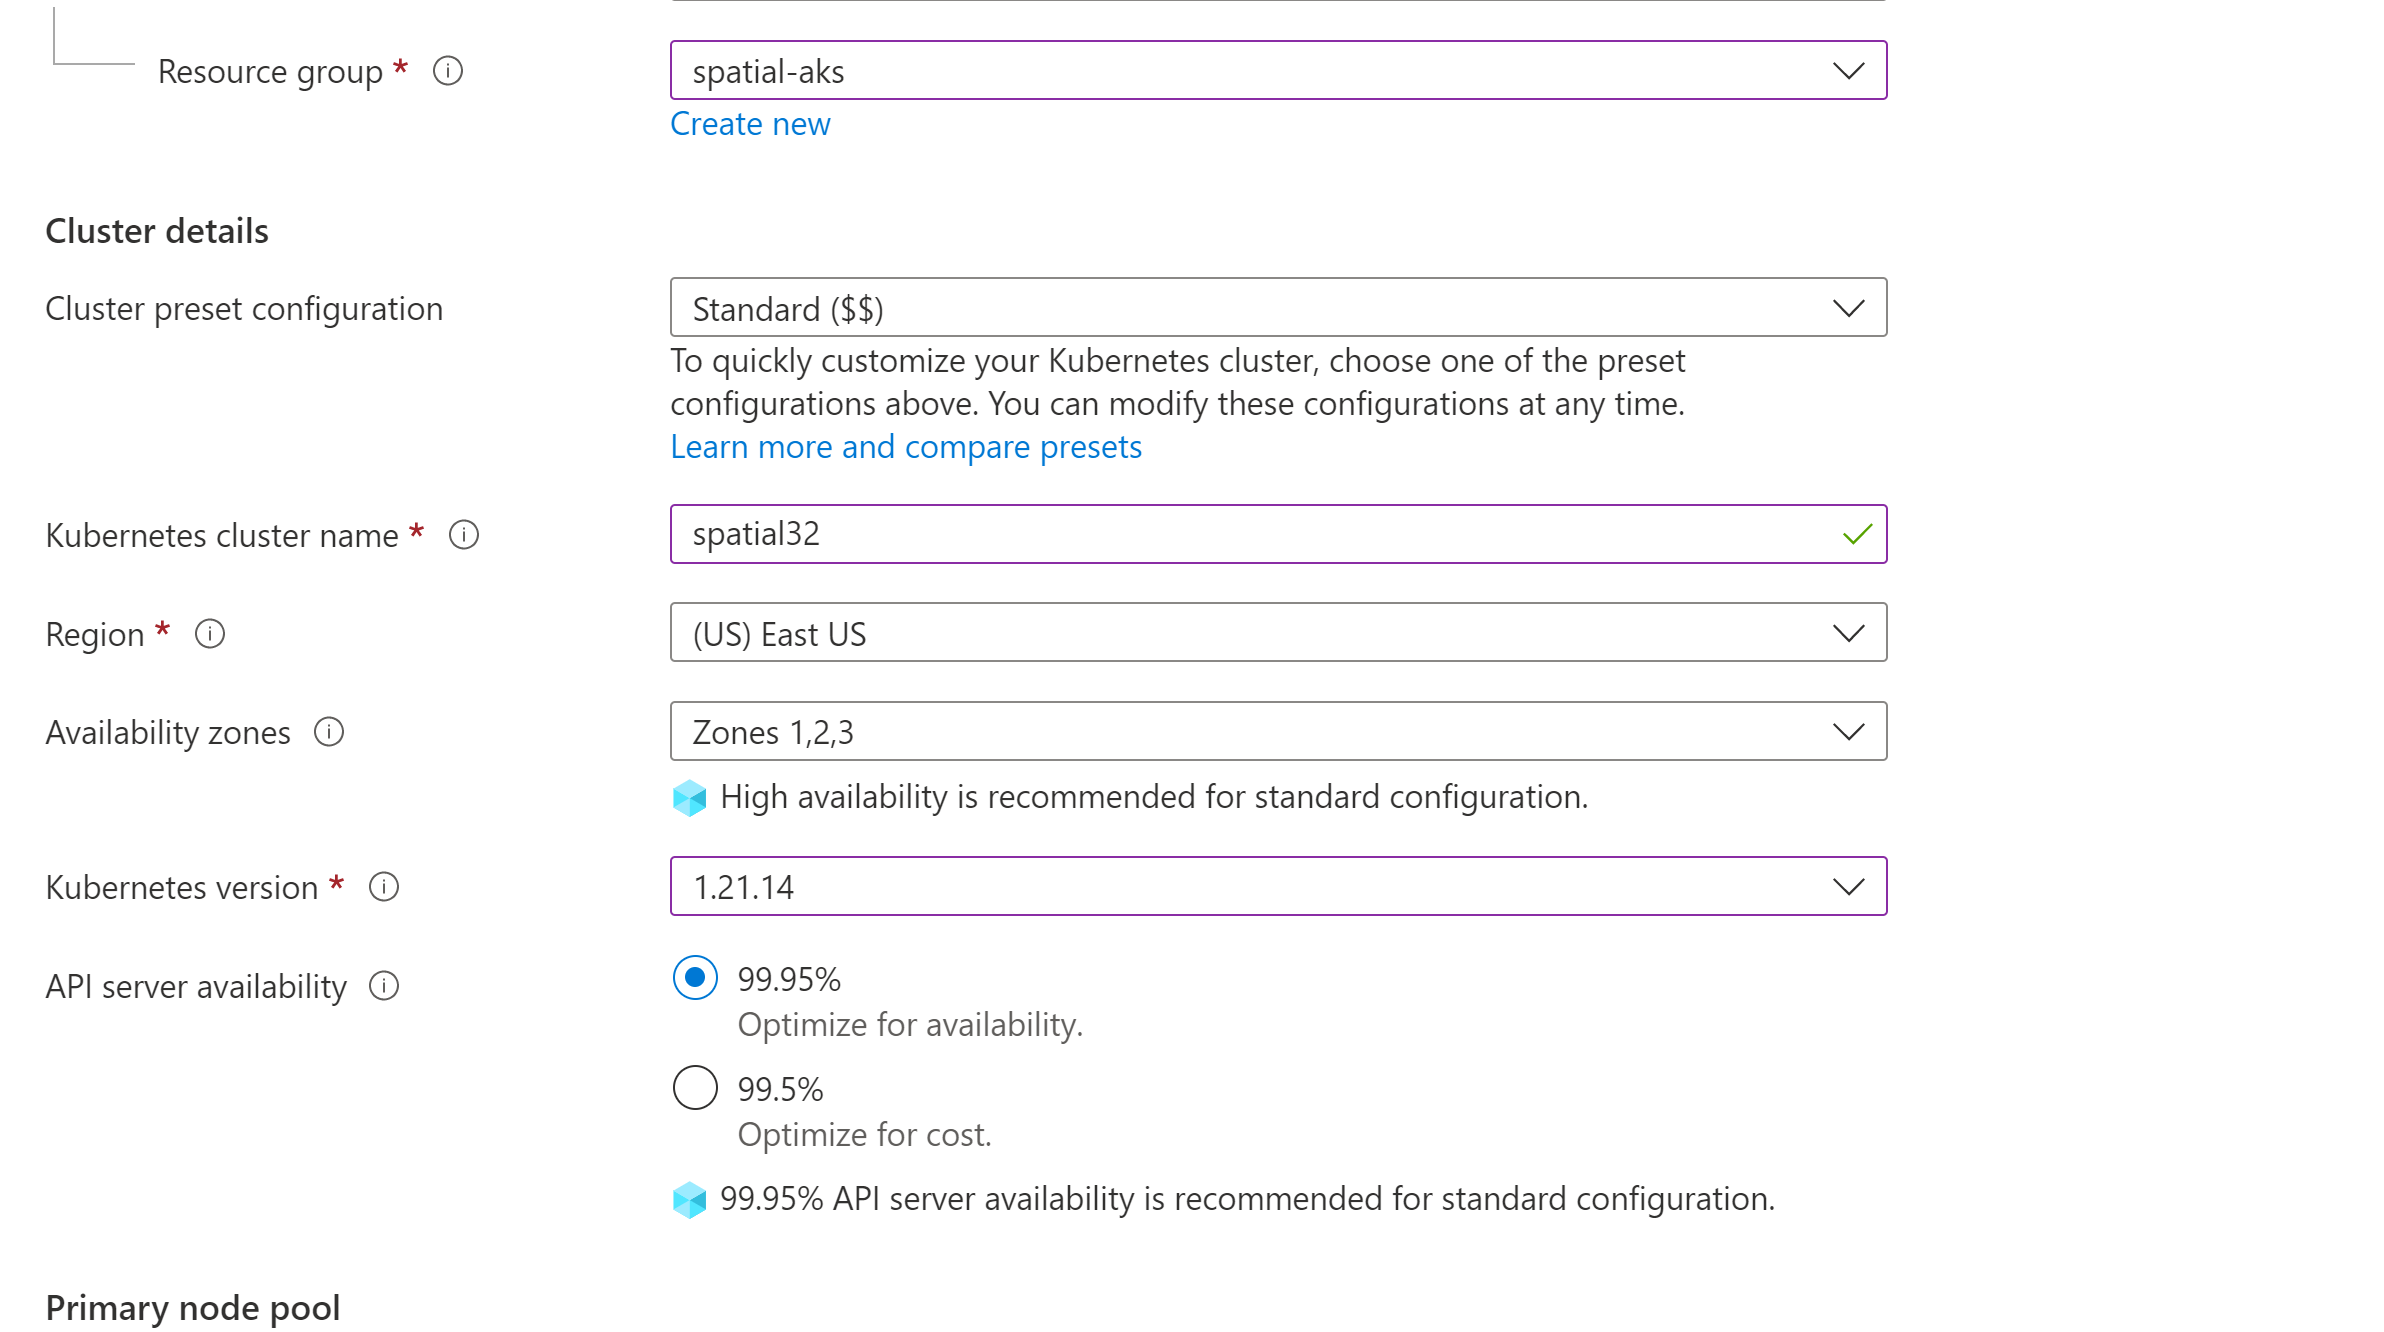 Resource group *
spatial-aks
Create new
Cluster details
Cluster preset configuration
Standard ($$)
To quickly customize your Kubernetes cluster, choose one of the preset
configurations above. You can modify these configurations at any time.
Learn more and compare presets
Kubernetes cluster name *
spatial32
Region *
(US) East US
Availability zones
Zones 1,2,3
High availability is recommended for standard configuration.
Kubernetes version *
1.21.14
API server availability
99.95%
Optimize for availability.
99.5%
Optimize for cost.
99.95% API server availability is recommended for standard configuration.
Primary node pool